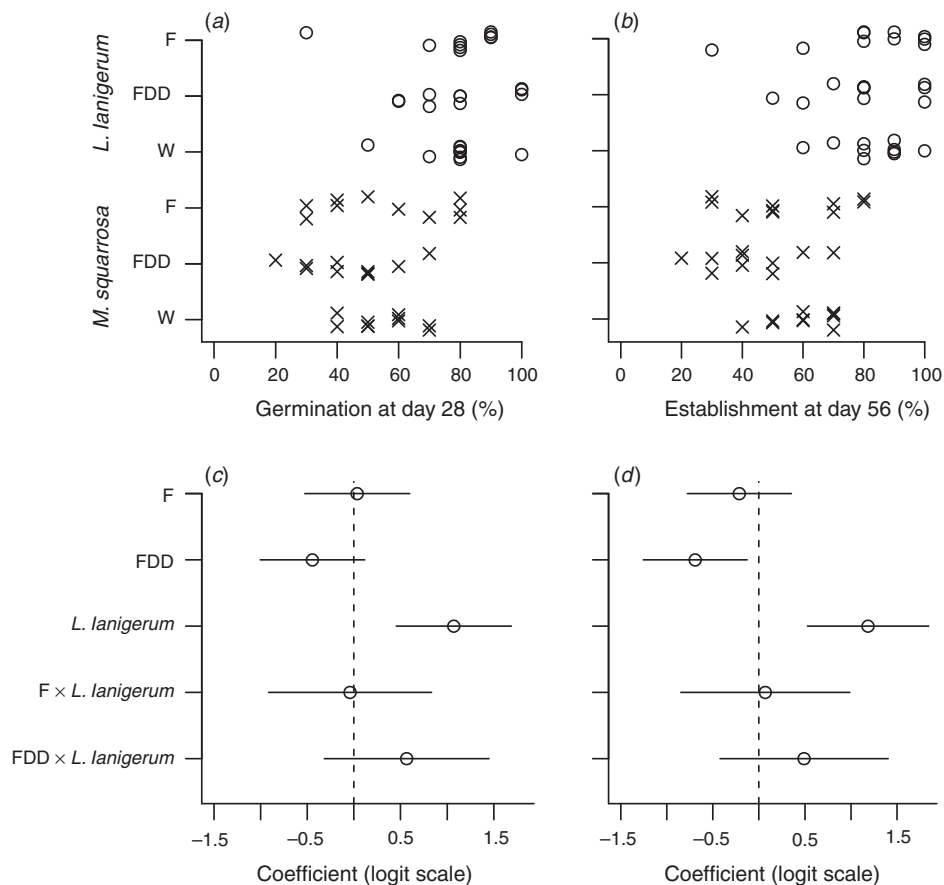 (a)
(b)
L. lanigerum
F
FDD
W
M. squarrosa
F
FDD
W
0 20 40 60 80 100
0 20 40 60 80 100
Germination at day 28 (%)
Establishment at day 56 (%)
(c)
(d)
F
FDD
L. lanigerum
F × L. lanigerum
FDD × L. lanigerum
–1.5 –0.5 0.5 1.5
–1.5 –0.5 0.5 1.5
Coefficient (logit scale)
Coefficient (logit scale)